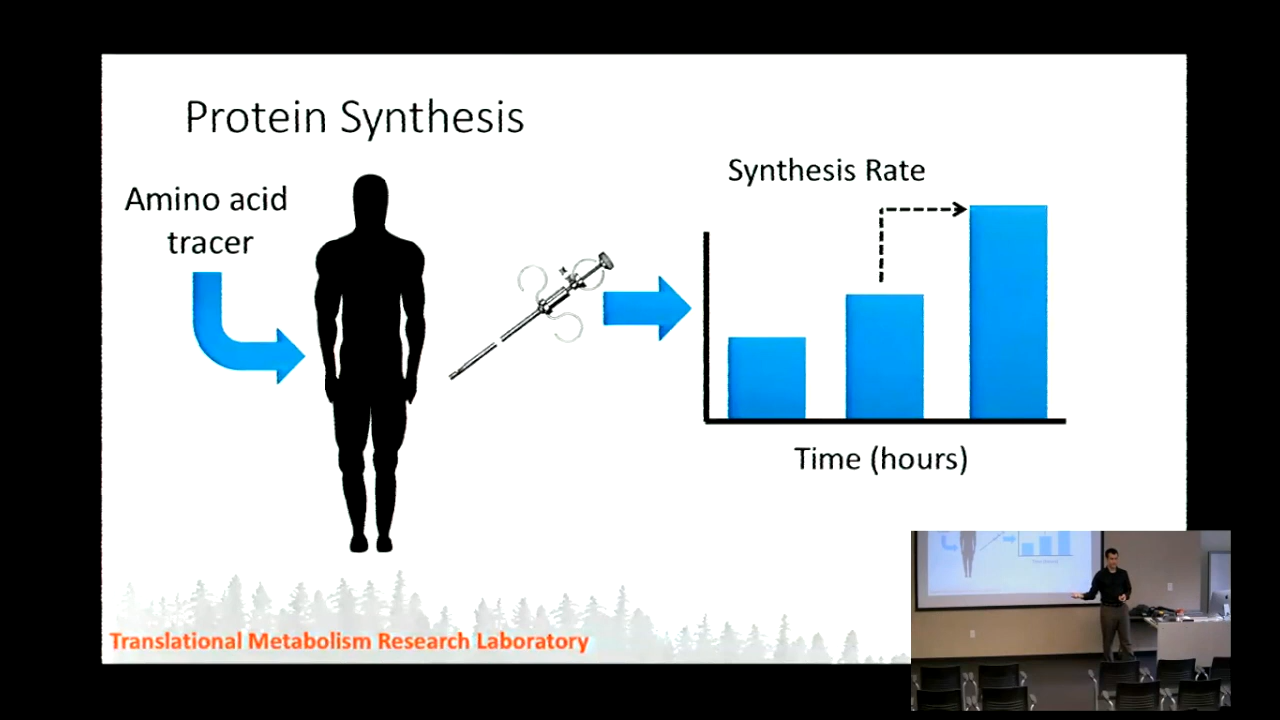 Protein Synthesis
Amino acid
tracer
Synthesis Rate
Time (hours)
Translational Metabolism Research Laboratory